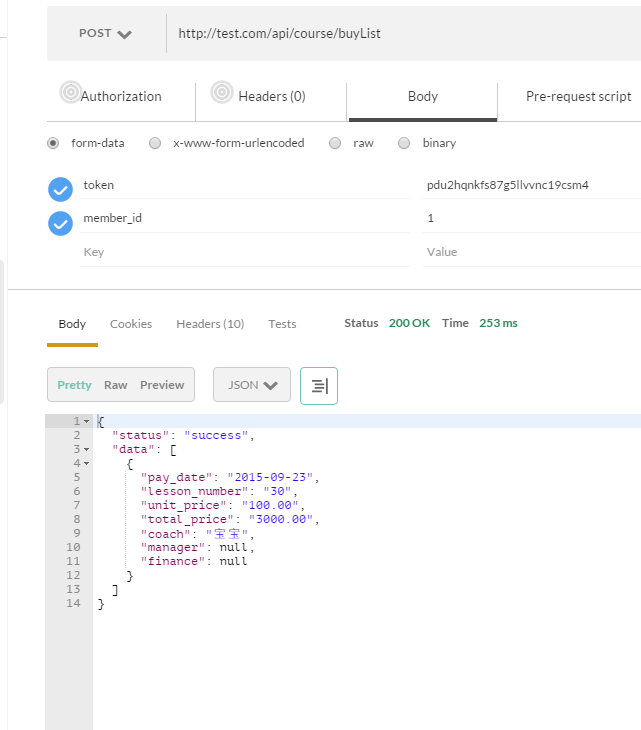 POST http://test.com/api/course/buyList
Authorization Headers (0) Body Pre-request script
form-data x-www-form-urlencoded raw binary
token pdu2hqnkfs87g5llvvnc19csm4
member_id 1
Key Value
Body Cookies Headers (10) Tests Status 200 OK Time 253 ms
Pretty Raw Preview JSON
1 {
2 "status": "success",
3 "data": [
4 {
5 "pay_date": "2015-09-23",
6 "lesson_number": "30",
7 "unit_price": "100.00",
8 "total_price": "3000.00",
9 "coach": "宝宝",
10 "manager": null,
11 "finance": null
12 }
13 ]
14 }